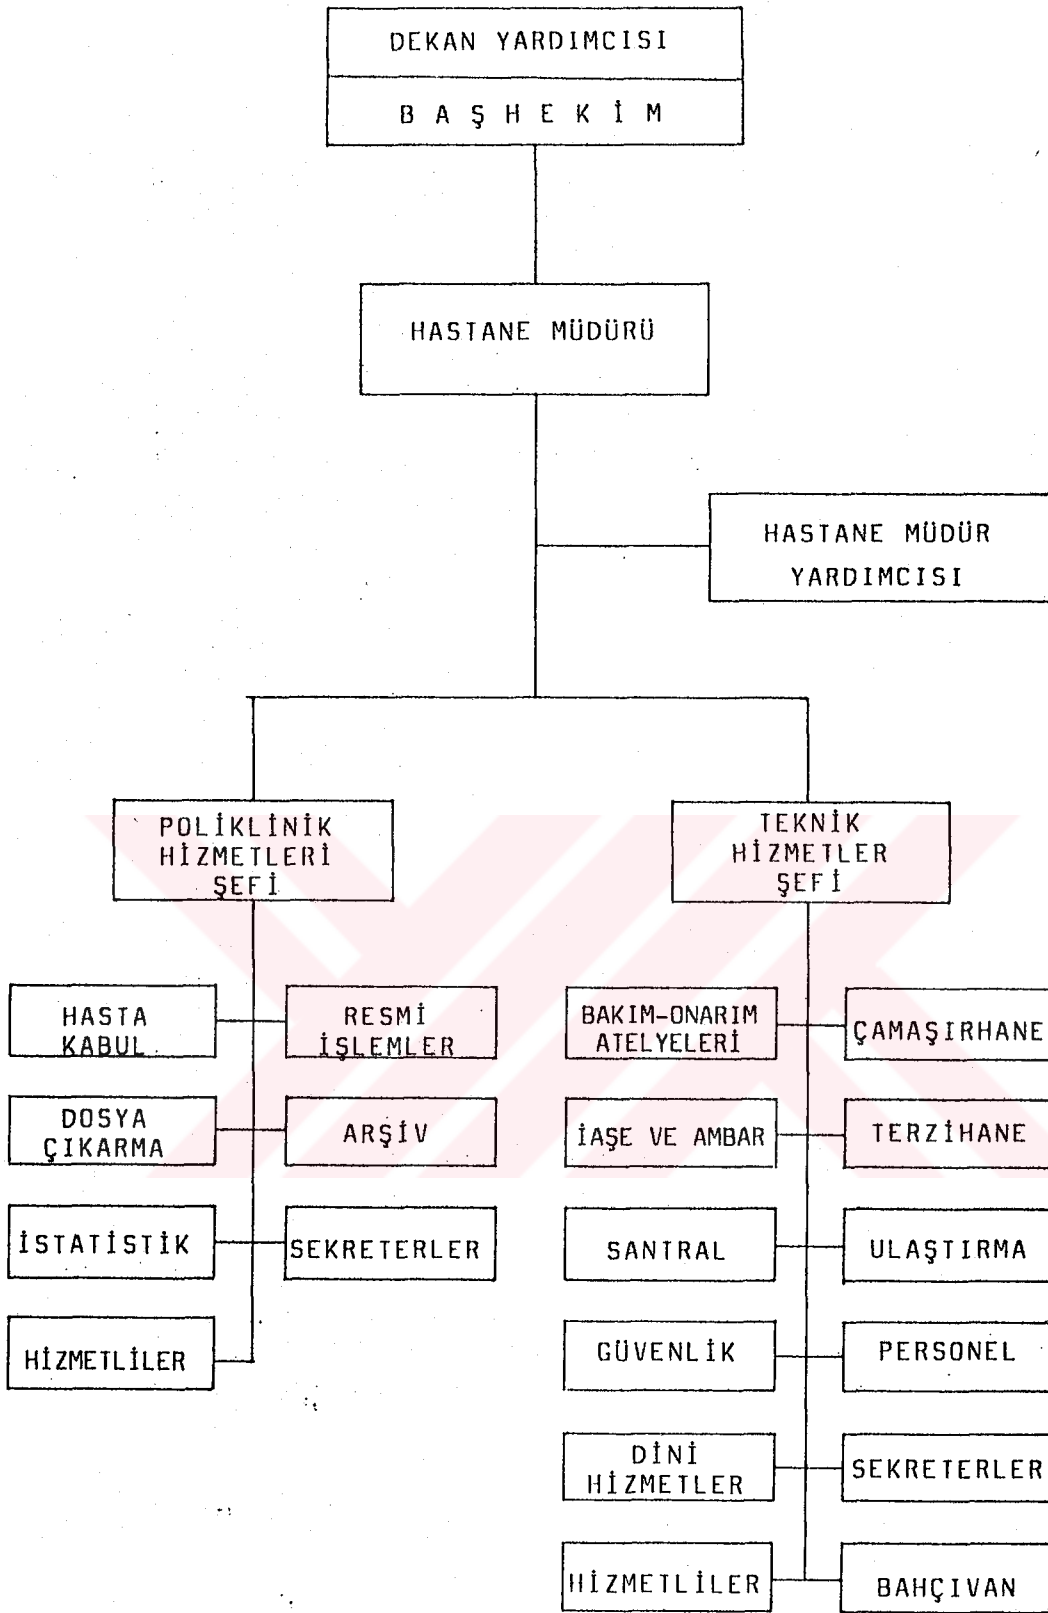 DEKAN YARDIMCISI
B A Ş H E K İ M
HASTANE MÜDÜRÜ
HASTANE MÜDÜR
YARDIMCISI
POLİKLİNİK
HİZMETLERİ
ŞEFİ
TEKNİK
HİZMETLER
ŞEFİ
HASTA
KABUL
RESMİ
İŞLEMLER
BAKIM-ONARIM
ATELYELERİ
ÇAMAŞIRHANE
DOSYA
ÇIKARMA
ARŞİV
İAŞE VE AMBAR
TERZİHANE
İSTATİSTİK
SEKRETERLER
SANTRAL
ULAŞTIRMA
HİZMETLİLER
GÜVENLİK
PERSONEL
DİNİ
HİZMETLER
SEKRETERLER
HİZMETLİLER
BAHÇIVAN